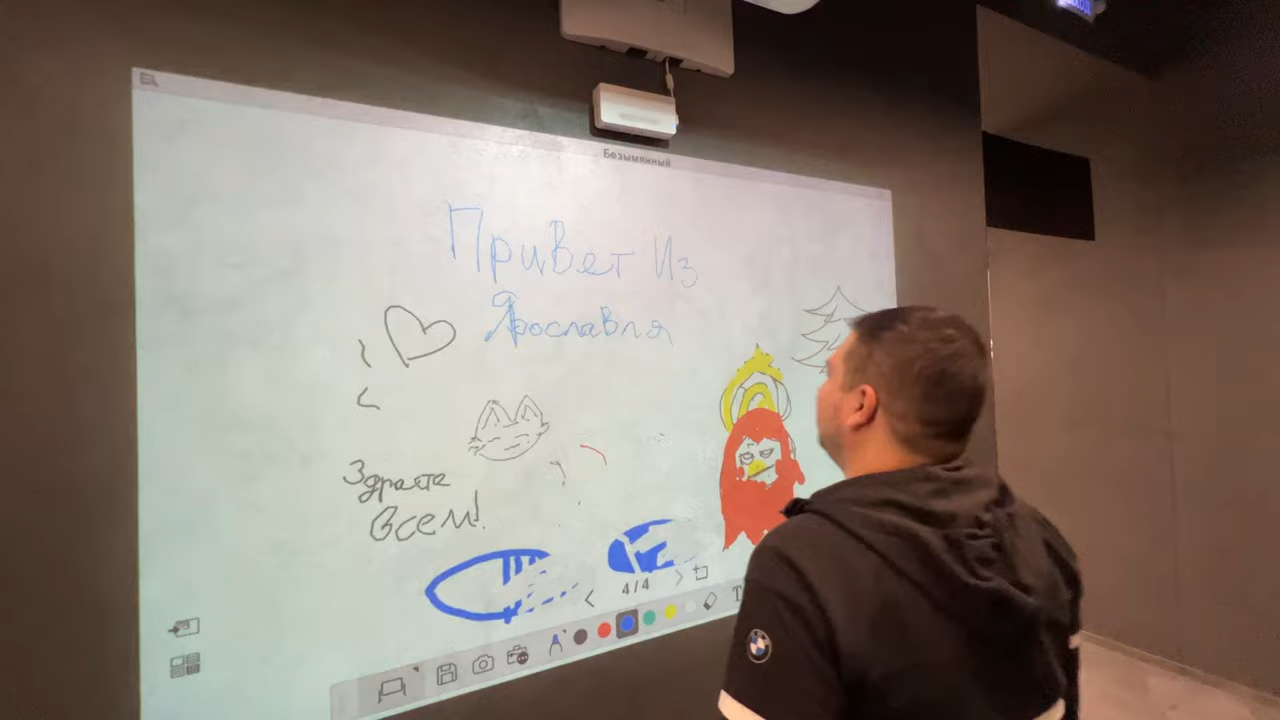 Безымянный
Привет Из
Ярославля
Здрасте
Всем!
4/4
T